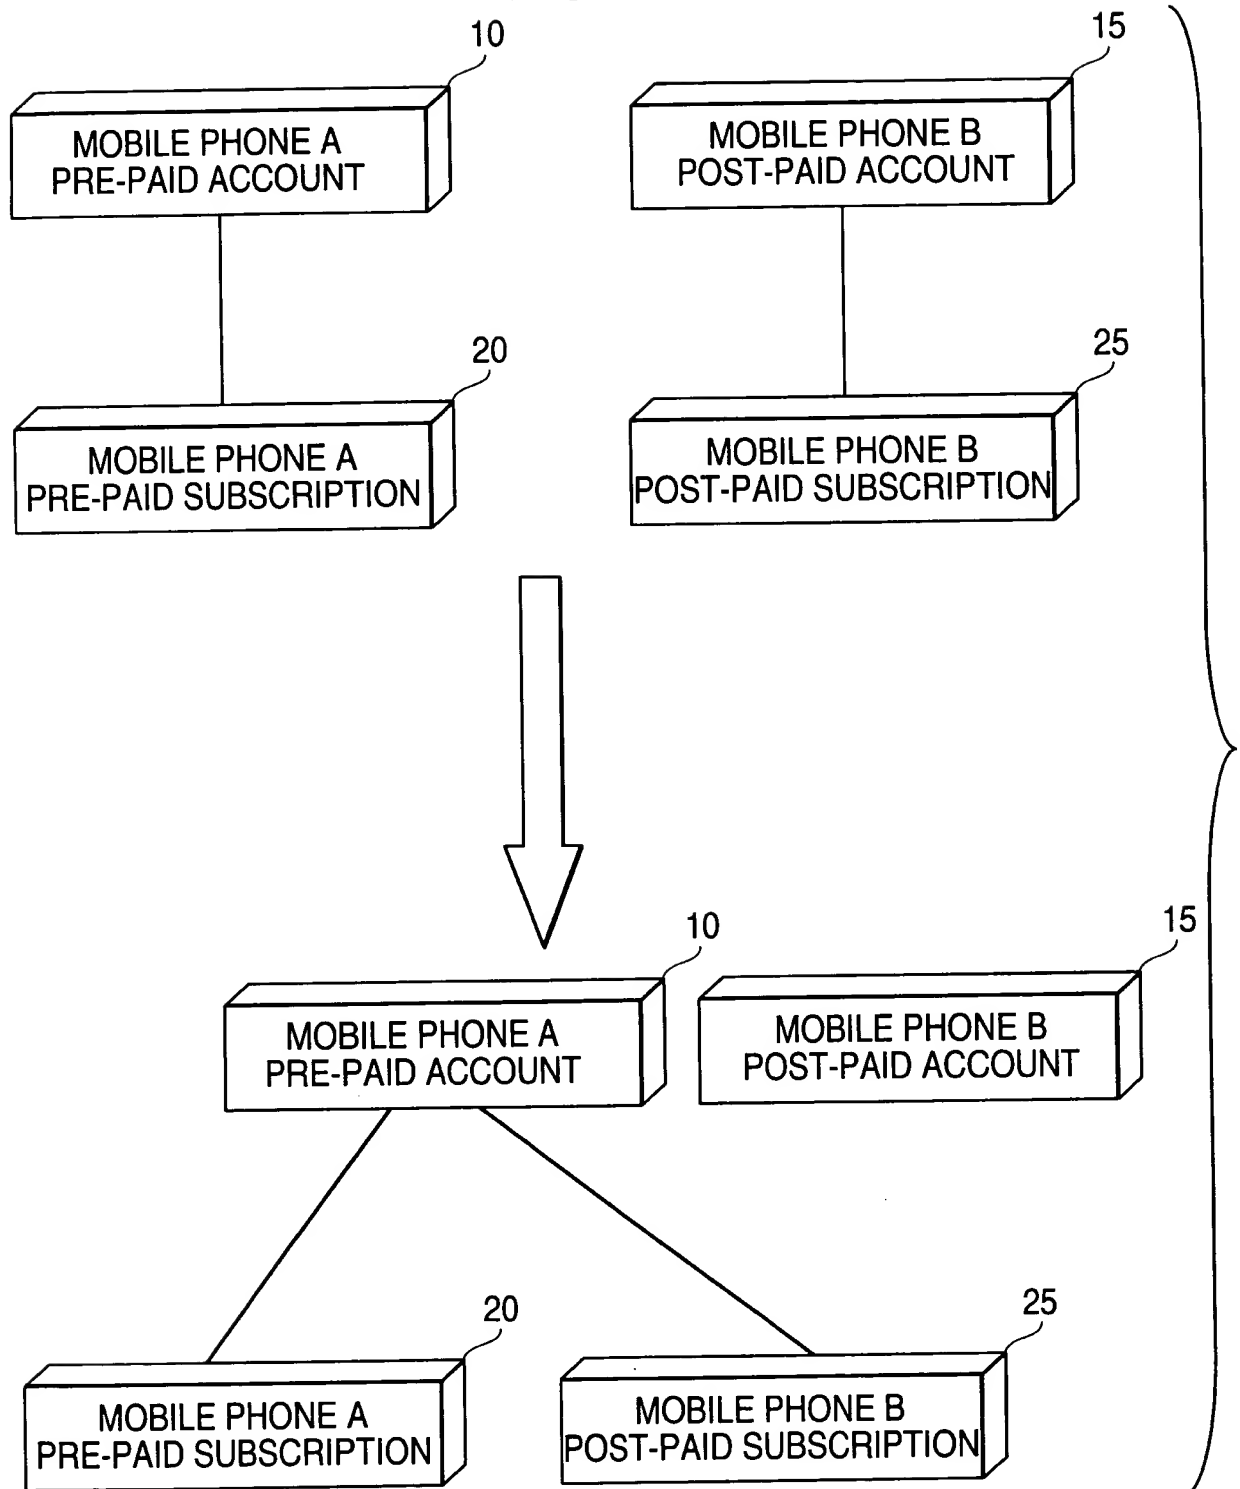 10
MOBILE PHONE A
PRE-PAID ACCOUNT
15
MOBILE PHONE B
POST-PAID ACCOUNT
20
MOBILE PHONE A
PRE-PAID SUBSCRIPTION
25
MOBILE PHONE B
POST-PAID SUBSCRIPTION
10
MOBILE PHONE A
PRE-PAID ACCOUNT
15
MOBILE PHONE B
POST-PAID ACCOUNT
20
MOBILE PHONE A
PRE-PAID SUBSCRIPTION
25
MOBILE PHONE B
POST-PAID SUBSCRIPTION